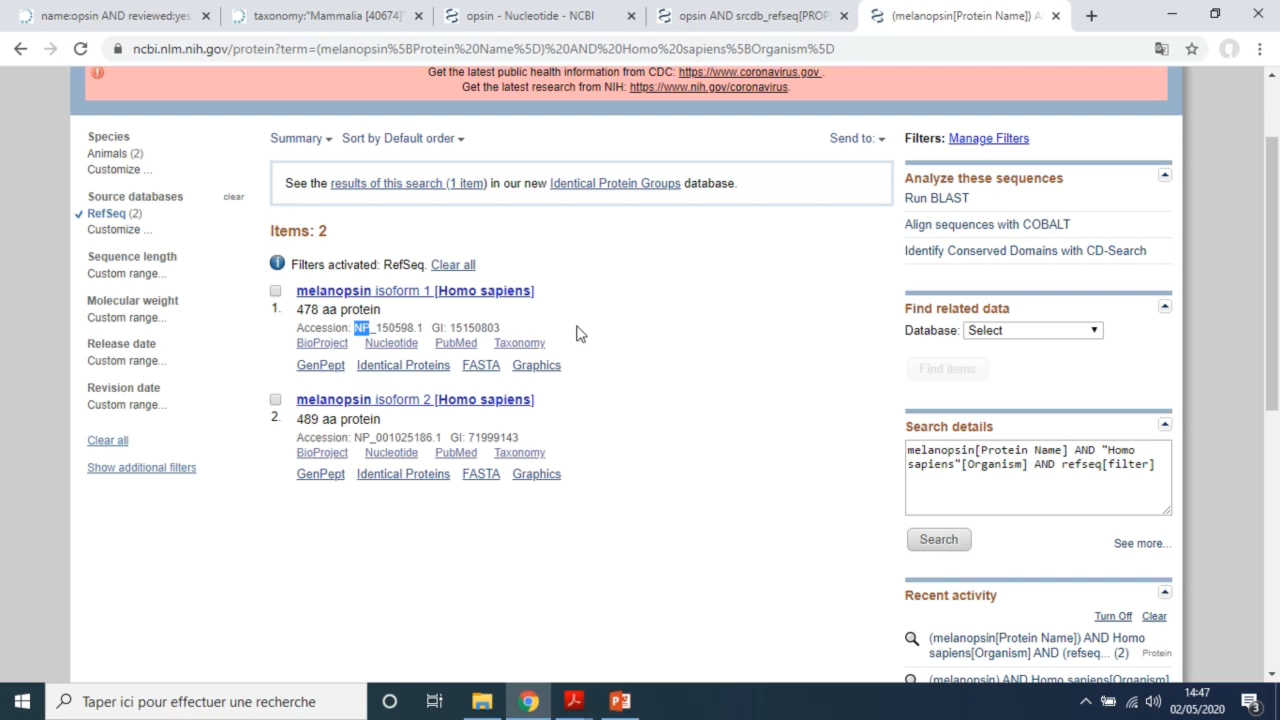 name:opsin AND reviewed:yes
taxonomy:"Mammalia [40674]"
opsin - Nucleotide - NCBI
opsin AND srcdb_refseq[PROP]
(melanopsin[Protein Name]) A
ncbi.nlm.nih.gov/protein?term=(melanopsin%5BProtein%20Name%5D)%20AND%20Homo%20sapiens%5BOrganism%5D
Get the latest public health information from CDC: https://www.coronavirus.gov .
Get the latest research from NIH: https://www.nih.gov/coronavirus.
Species
Animals (2)
Customize ...
Source databases clear
RefSeq (2)
Customize ...
Sequence length
Custom range...
Molecular weight
Custom range...
Release date
Custom range...
Revision date
Custom range...
Clear all
Show additional filters
Summary Sort by Default order Send to:
See the results of this search (1 item) in our new Identical Protein Groups database.
Items: 2
Filters activated: RefSeq. Clear all
melanopsin isoform 1 [Homo sapiens]
1. 478 aa protein
Accession: NP_150598.1 GI: 15150803
BioProject Nucleotide PubMed Taxonomy
GenPept Identical Proteins FASTA Graphics
melanopsin isoform 2 [Homo sapiens]
2. 489 aa protein
Accession: NP_001025186.1 GI: 71999143
BioProject Nucleotide PubMed Taxonomy
GenPept Identical Proteins FASTA Graphics
Filters: Manage Filters
Analyze these sequences
Run BLAST
Align sequences with COBALT
Identify Conserved Domains with CD-Search
Find related data
Database: Select
Find items
Search details
melanopsin[Protein Name] AND "Homo
sapiens"[Organism] AND refseq[filter]
Search
See more...
Recent activity
Turn Off Clear
(melanopsin[Protein Name]) AND Homo
sapiens[Organism] AND (refseq... (2) Protein
(melanopsin) AND Homo sapiens[Organism]
Taper ici pour effectuer une recherche
14:47
02/05/2020
3